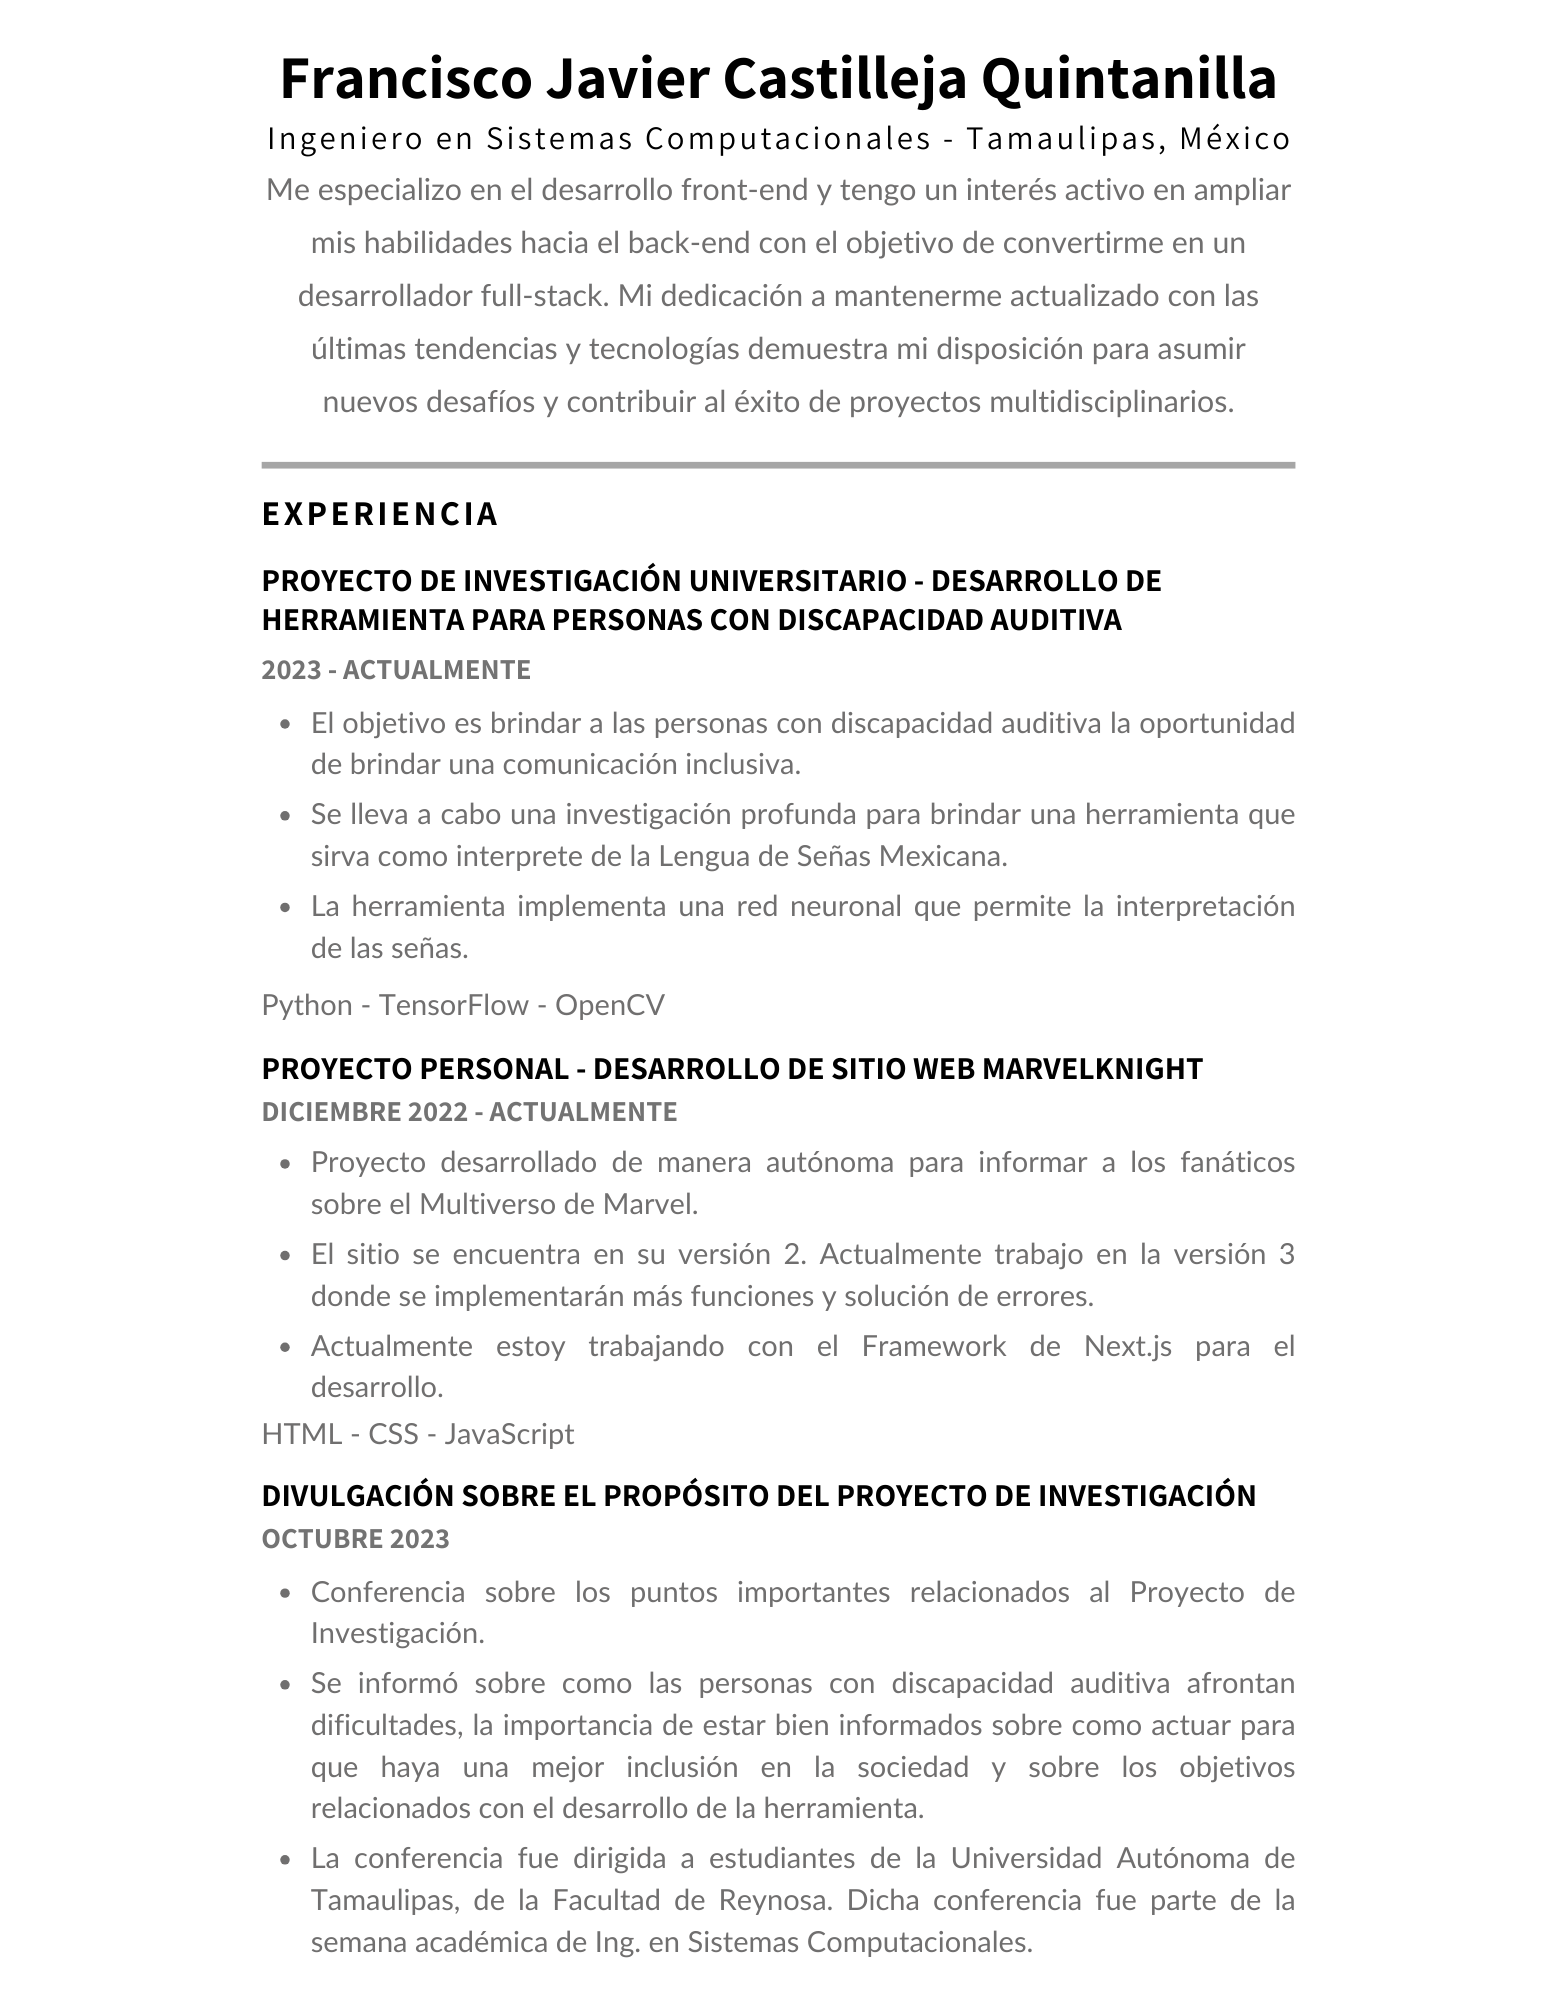 Francisco Javier Castilleja Quintanilla
Ingeniero en Sistemas Computacionales - Tamaulipas, México
Me especializo en el desarrollo front-end y tengo un interés activo en ampliar
mis habilidades hacia el back-end con el objetivo de convertirme en un
desarrollador full-stack. Mi dedicación a mantenerme actualizado con las
últimas tendencias y tecnologías demuestra mi disposición para asumir
nuevos desafíos y contribuir al éxito de proyectos multidisciplinarios.
EXPERIENCIA
PROYECTO DE INVESTIGACIÓN UNIVERSITARIO - DESARROLLO DE
HERRAMIENTA PARA PERSONAS CON DISCAPACIDAD AUDITIVA
2023 - ACTUALMENTE
• El objetivo es brindar a las personas con discapacidad auditiva la oportunidad
de brindar una comunicación inclusiva.
• Se lleva a cabo una investigación profunda para brindar una herramienta que
sirva como interprete de la Lengua de Señas Mexicana.
• La herramienta implementa una red neuronal que permite la interpretación
de las señas.
Python - TensorFlow - OpenCV
PROYECTO PERSONAL - DESARROLLO DE SITIO WEB MARVELKNIGHT
DICIEMBRE 2022 - ACTUALMENTE
• Proyecto desarrollado de manera autónoma para informar a los fanáticos
sobre el Multiverso de Marvel.
• El sitio se encuentra en su versión 2. Actualmente trabajo en la versión 3
donde se implementarán más funciones y solución de errores.
• Actualmente estoy trabajando con el Framework de Next.js para el
desarrollo.
HTML - CSS - JavaScript
DIVULGACIÓN SOBRE EL PROPÓSITO DEL PROYECTO DE INVESTIGACIÓN
OCTUBRE 2023
• Conferencia sobre los puntos importantes relacionados al Proyecto de
Investigación.
• Se informó sobre como las personas con discapacidad auditiva afrontan
dificultades, la importancia de estar bien informados sobre como actuar para
que haya una mejor inclusión en la sociedad y sobre los objetivos
relacionados con el desarrollo de la herramienta.
• La conferencia fue dirigida a estudiantes de la Universidad Autónoma de
Tamaulipas, de la Facultad de Reynosa. Dicha conferencia fue parte de la
semana académica de Ing. en Sistemas Computacionales.